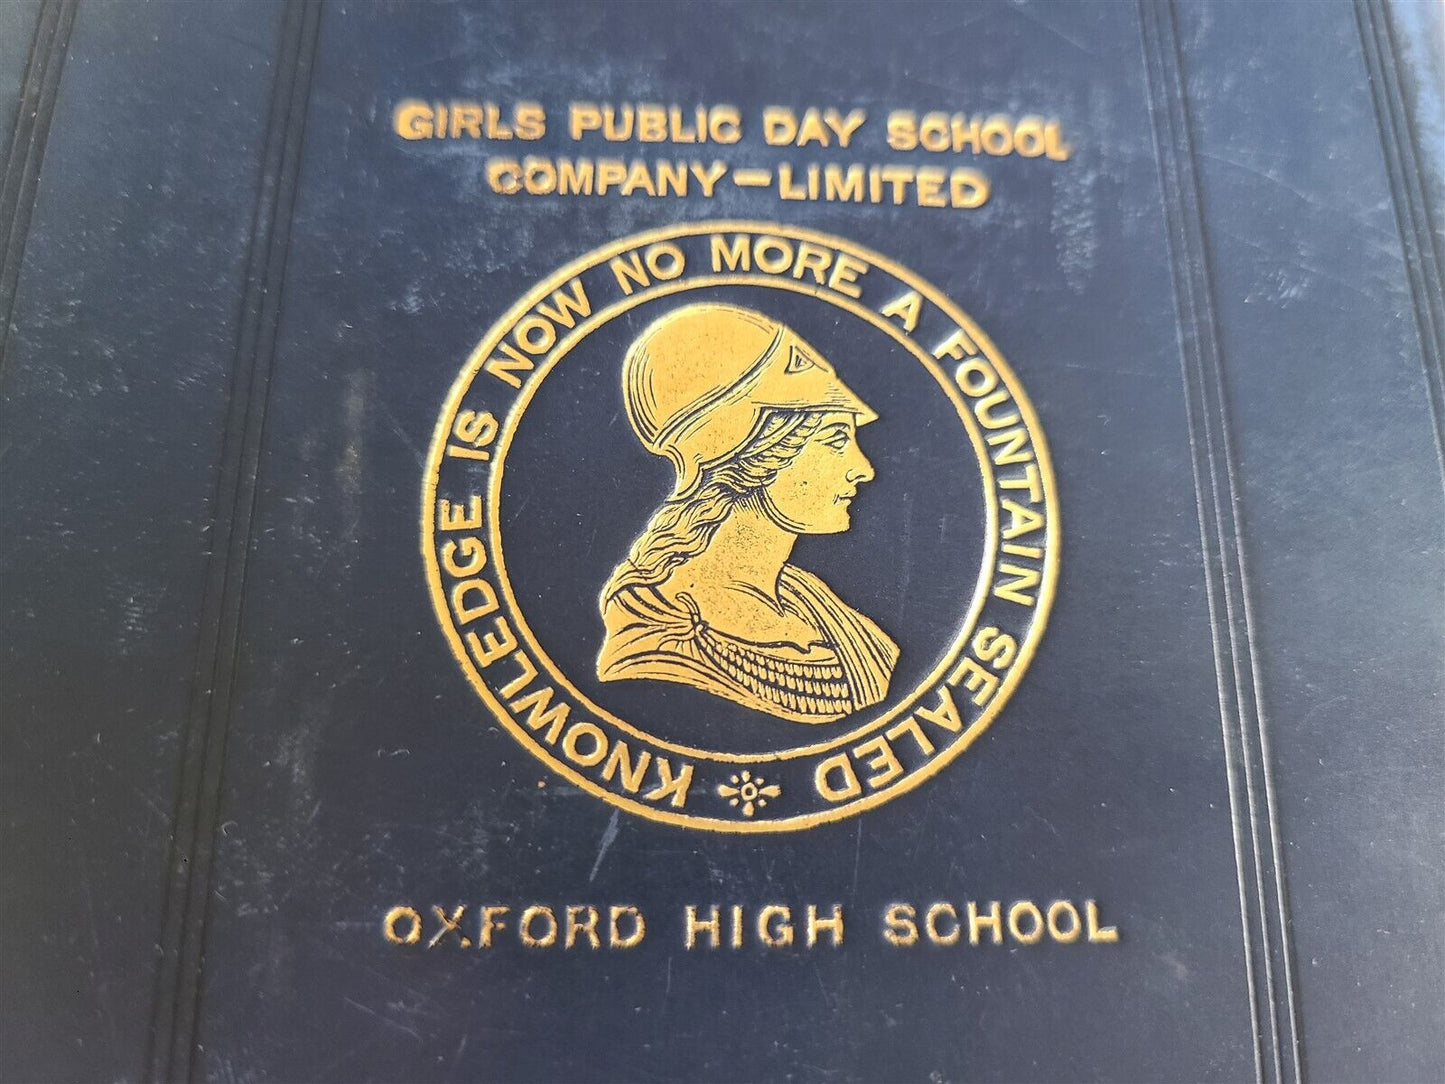 GIRLS PUBLIC DAY SCHOOL
COMPANY-LIMITED
KNOWLEDGE IS NOW NO MORE A FOUNTAIN SEALED
OXFORD HIGH SCHOOL